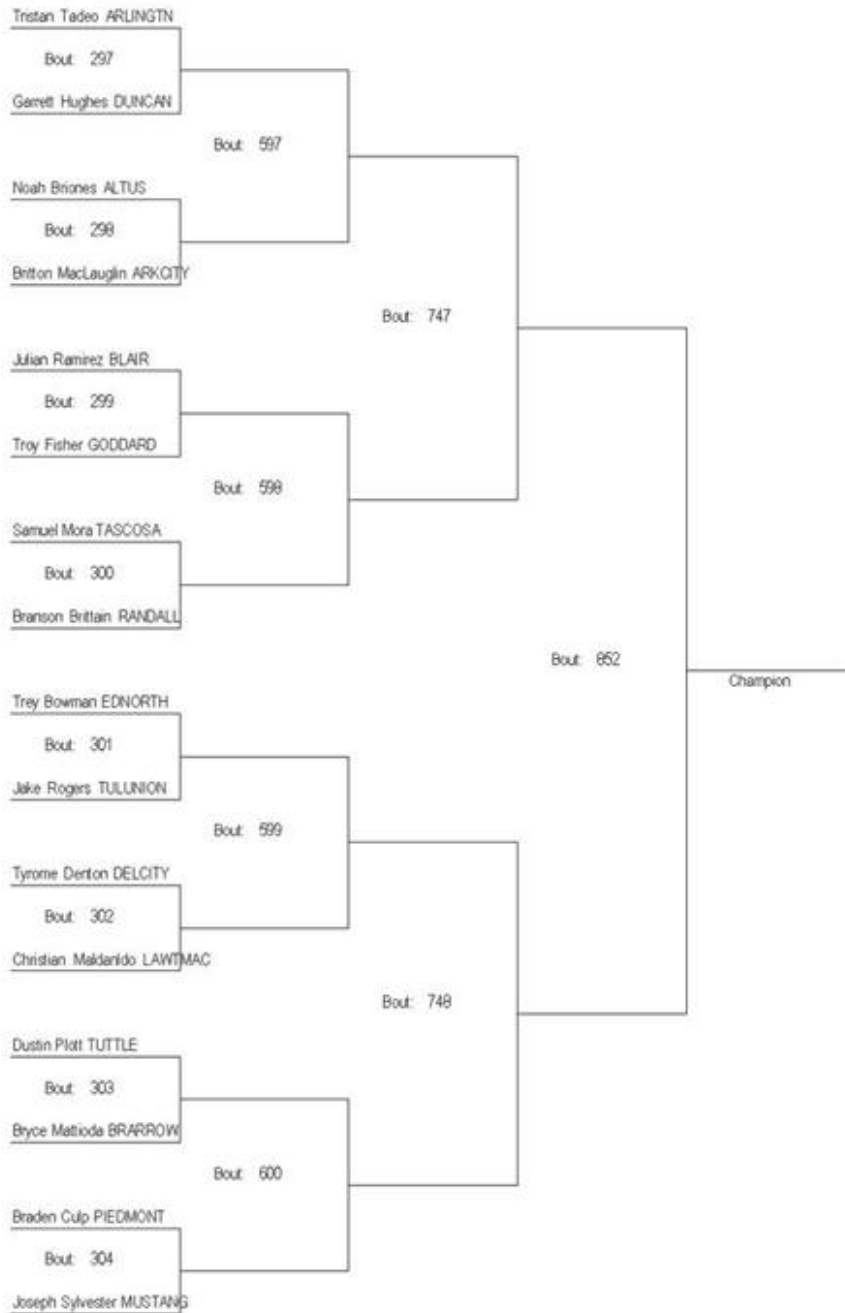 Tristan Tadeo ARLINGTN
Bout: 297
Garrett Hughes DUNCAN
Bout: 597
Noah Briones ALTUS
Bout: 298
Britton MacLauglin ARKCITY
Bout: 747
Julian Ramirez BLAIR
Bout: 299
Troy Fisher GODDARD
Bout: 598
Samuel Mora TASCOSA
Bout: 300
Branson Brittain RANDALL
Bout: 852
Champion
Trey Bowman EDNORTH
Bout: 301
Jake Rogers TULUNION
Bout: 599
Tyrome Denton DELCITY
Bout: 302
Christian Maldanldo LAWTMAC
Bout: 748
Dustin Plott TUTTLE
Bout: 303
Bryce Mattioda BRARROW
Bout: 600
Braden Culp PIEDMONT
Bout: 304
Joseph Sylvester MUSTANG